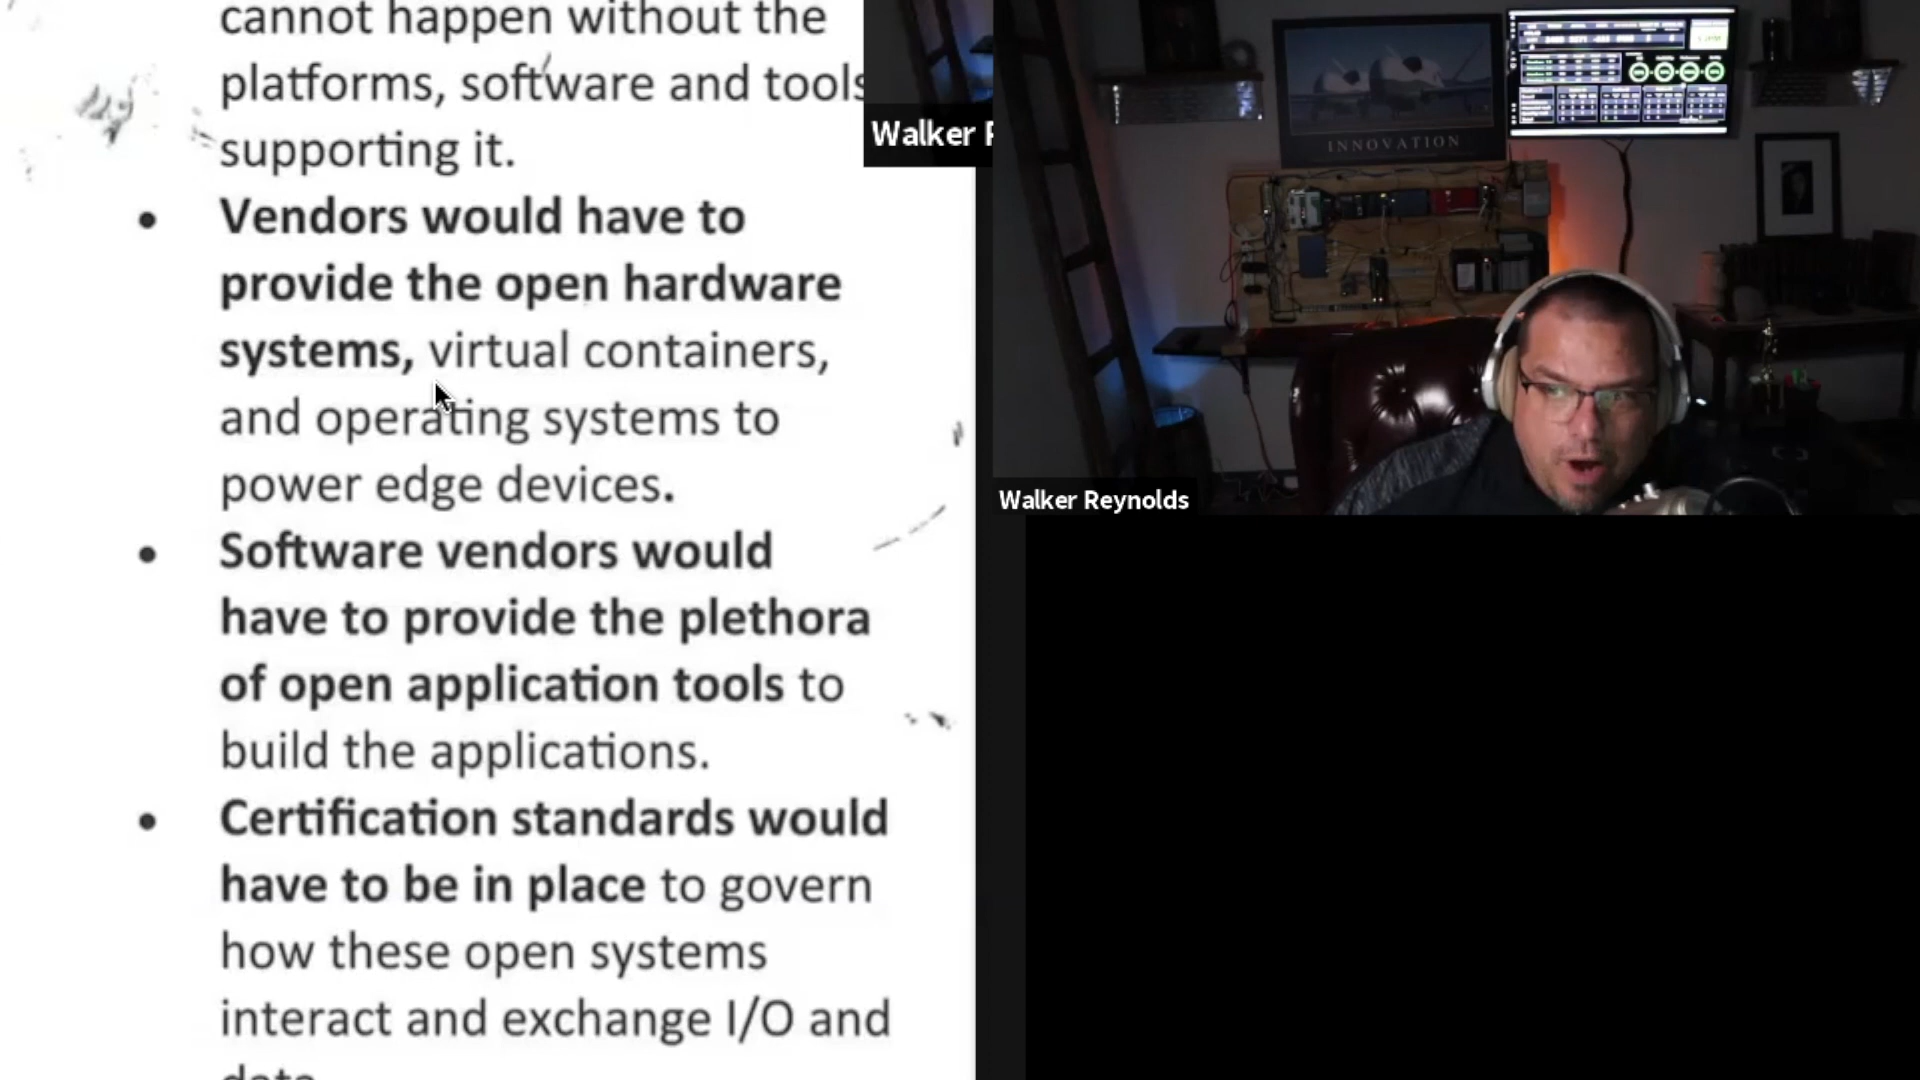 cannot happen without the
platforms, software and tools
supporting it.
• Vendors would have to
provide the open hardware
systems, virtual containers,
and operating systems to
power edge devices.
• Software vendors would
have to provide the plethora
of open application tools to
build the applications.
• Certification standards would
have to be in place to govern
how these open systems
interact and exchange I/O and
Walker
INNOVATION
Walker Reynolds